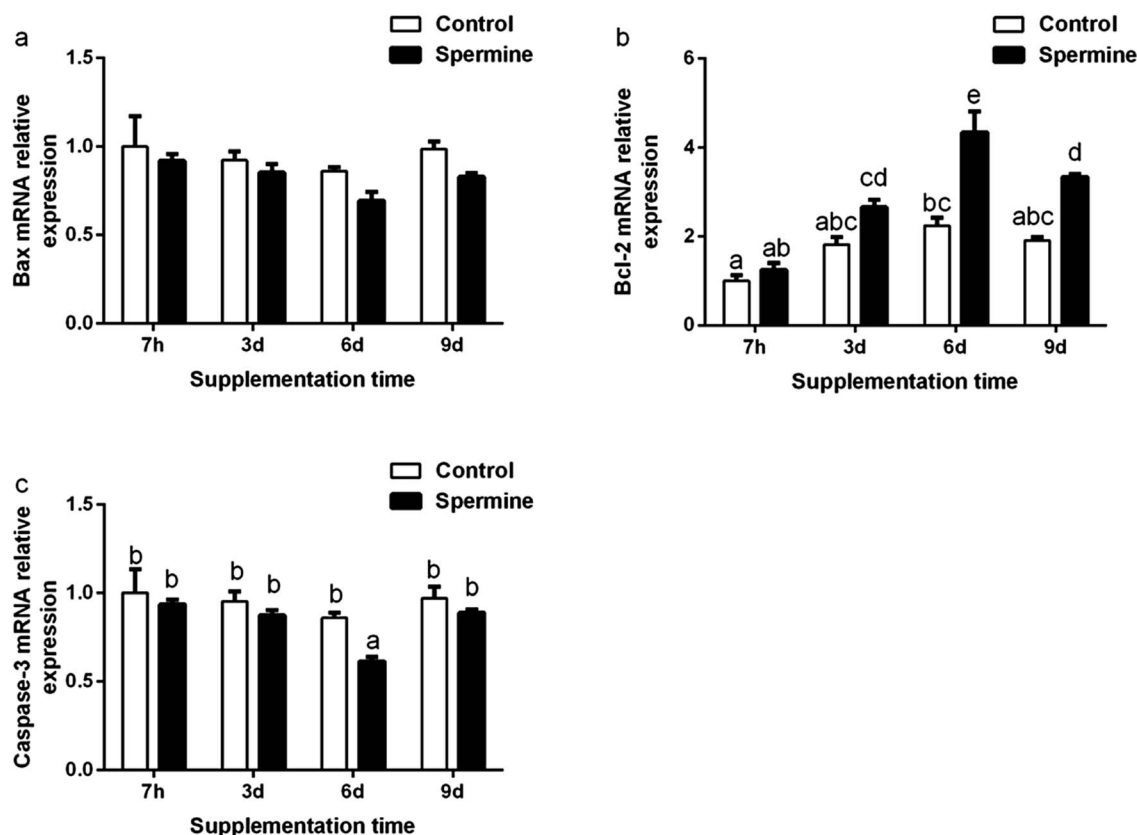 a
Control
Spermine
Bax mRNA relative
expression
1.5
1.0
0.5
0.0
7h 3d 6d 9d
Supplementation time
b
Control
Spermine
Bcl-2 mRNA relative
expression
6
4
2
0
a ab abc cd bc e abc d
7h 3d 6d 9d
Supplementation time
c
Control
Spermine
Caspase-3 mRNA relative
expression
1.5
1.0
0.5
0.0
b b b b b a b b
7h 3d 6d 9d
Supplementation time